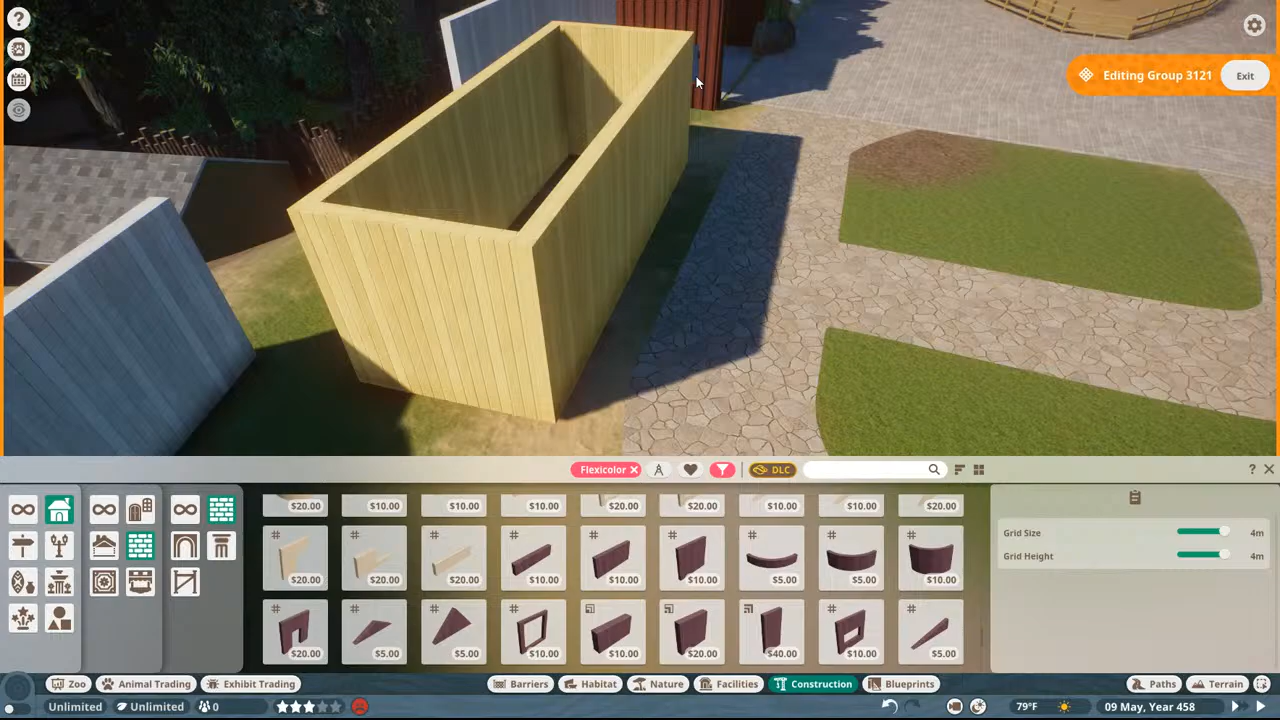 ?
Editing Group 3121
Exit
Flexicolor
DLC
?
$20.00 $10.00 $10.00 $10.00 $20.00 $20.00 $10.00 $10.00 $20.00
$20.00 $20.00 $20.00 $10.00 $10.00 $10.00 $5.00 $5.00 $10.00
$20.00 $5.00 $5.00 $10.00 $10.00 $20.00 $40.00 $10.00 $5.00
Grid Size 4m
Grid Height 4m
Zoo Animal Trading Exhibit Trading Barriers Habitat Nature Facilities Construction Blueprints Paths Terrain
Unlimited Unlimited 0 79°F 09 May, Year 458